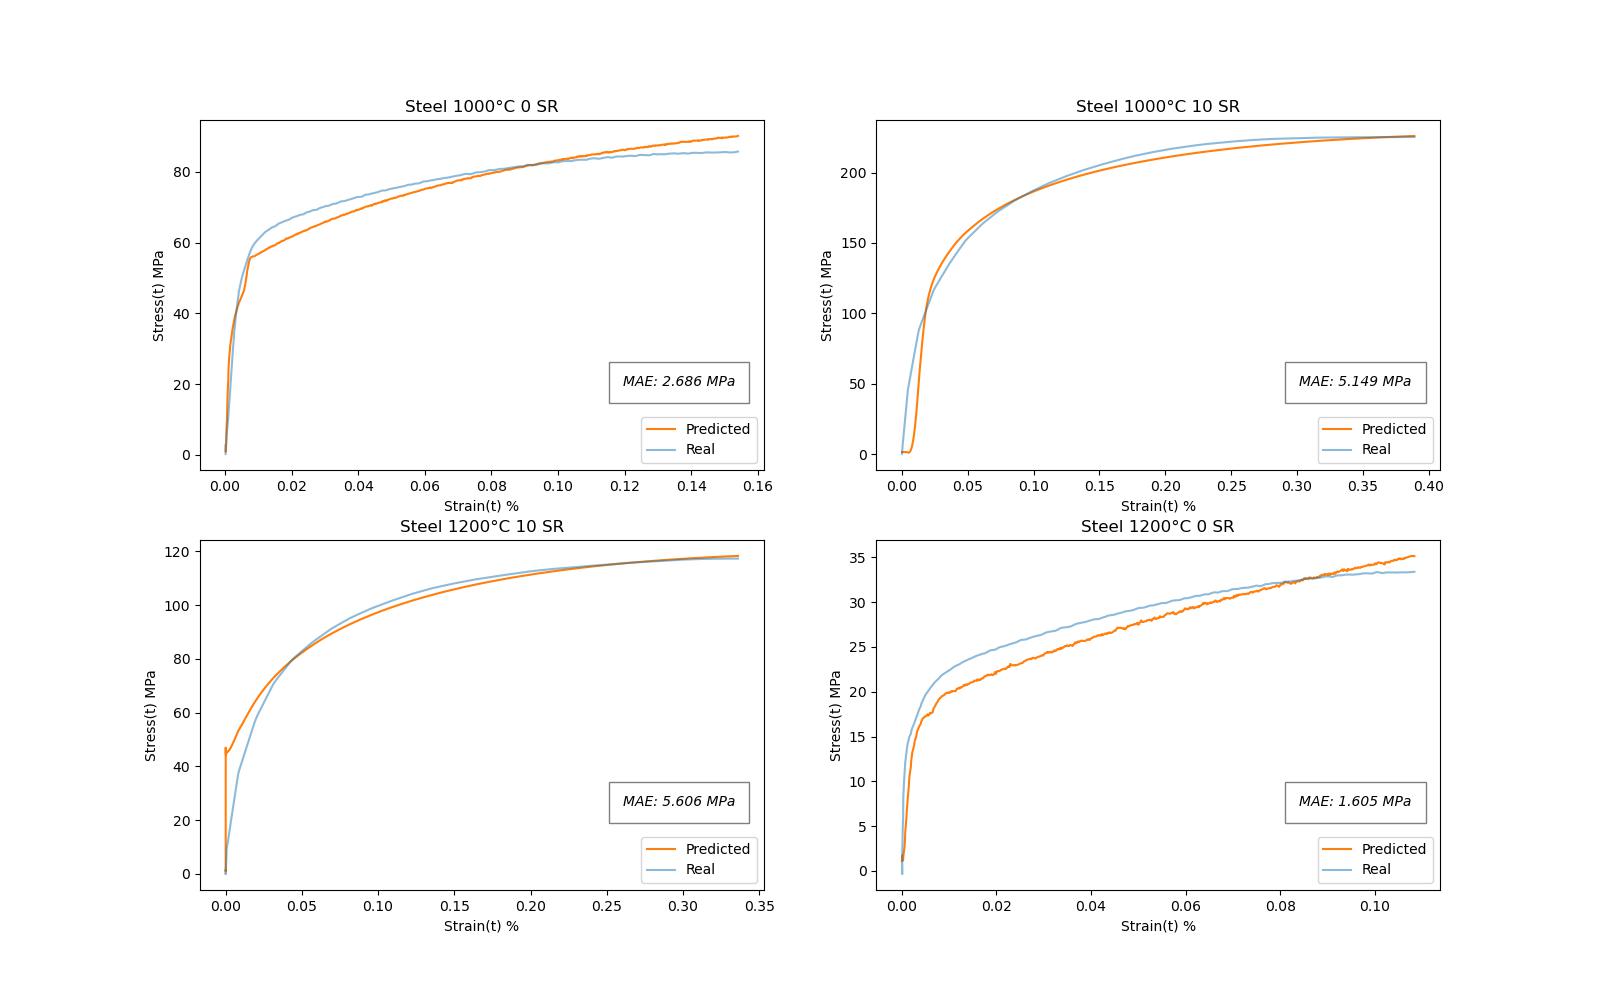 Steel 1000°C 0 SR
Stress(t) MPa
80
60
40
20
0
MAE: 2.686 MPa
Predicted
Real
0.00 0.02 0.04 0.06 0.08 0.10 0.12 0.14 0.16
Strain(t) %
Steel 1000°C 10 SR
Stress(t) MPa
200
150
100
50
0
MAE: 5.149 MPa
Predicted
Real
0.00 0.05 0.10 0.15 0.20 0.25 0.30 0.35 0.40
Strain(t) %
Steel 1200°C 10 SR
Stress(t) MPa
120
100
80
60
40
20
0
MAE: 5.606 MPa
Predicted
Real
0.00 0.05 0.10 0.15 0.20 0.25 0.30 0.35
Strain(t) %
Steel 1200°C 0 SR
Stress(t) MPa
35
30
25
20
15
10
5
0
MAE: 1.605 MPa
Predicted
Real
0.00 0.02 0.04 0.06 0.08 0.10
Strain(t) %